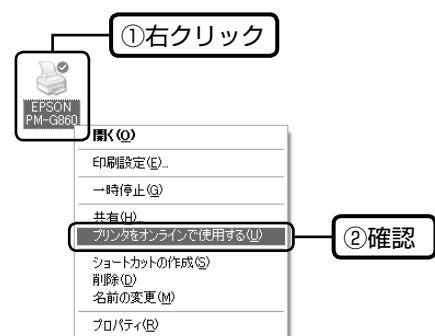 ①右クリック
EPSON
PM-G860
開く(O)
印刷設定(E)...
一時停止(G)
共有(H)...
プリンタをオンラインで使用する(U)
②確認
ショートカットの作成(S)
削除(D)
名前の変更(M)
プロパティ(R)